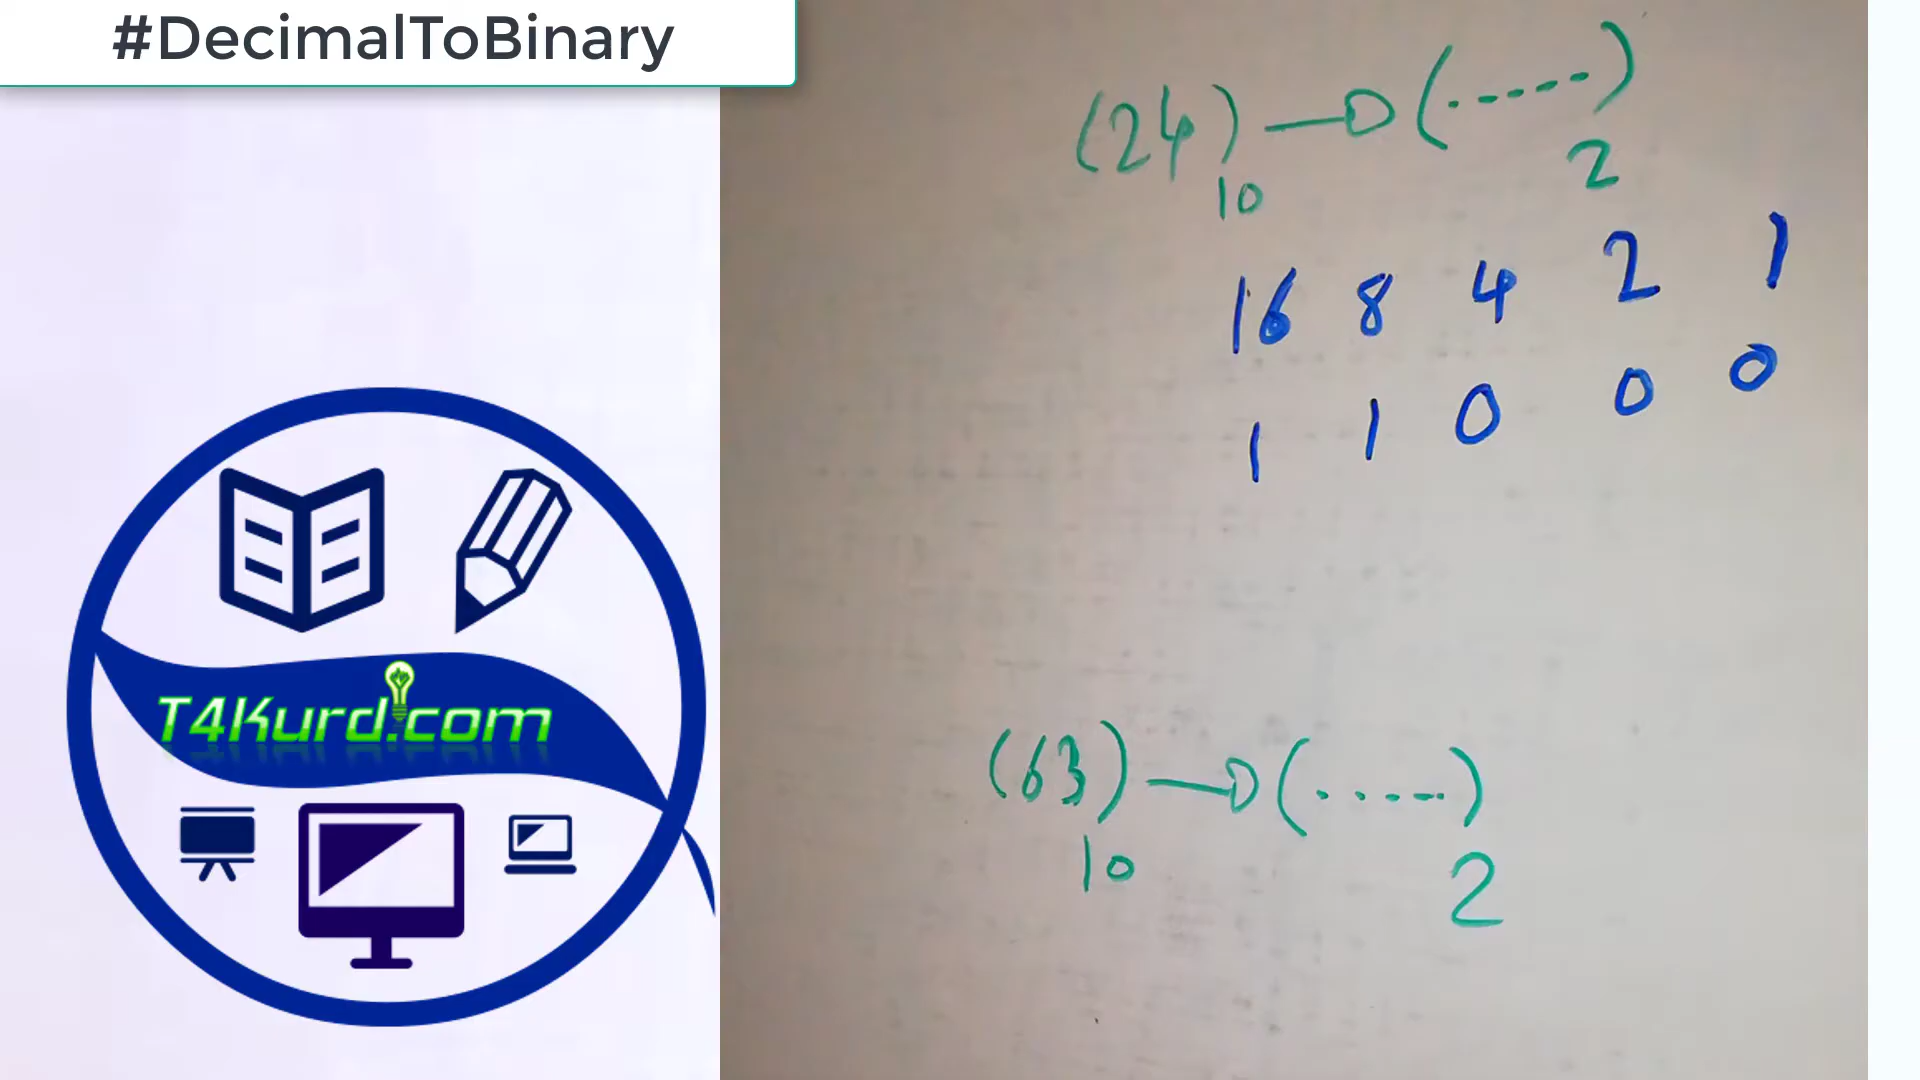 #DecimalToBinary
(24)10 → (.-----)2
16 8 4 2 1
1 1 0 0 0
T4Kurd.com
(63)10 → (.....)2